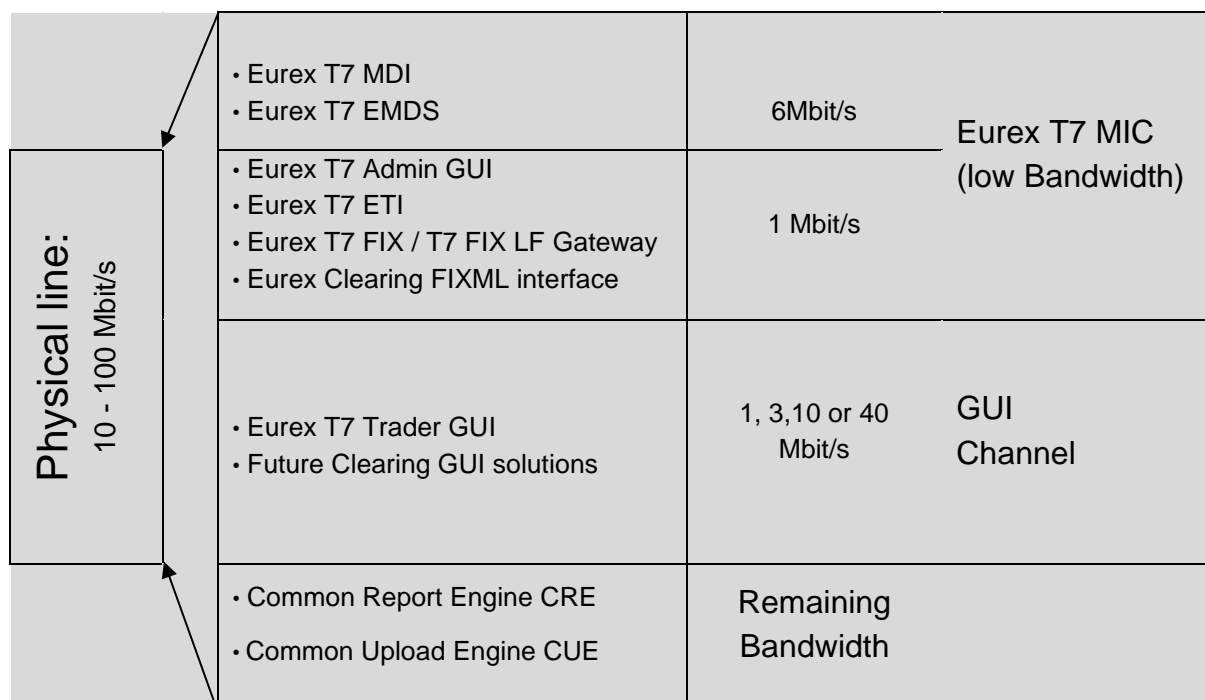 Physical line:
10 - 100 Mbit/s
• Eurex T7 MDI
• Eurex T7 EMDS
6Mbit/s
Eurex T7 MIC
(low Bandwidth)
• Eurex T7 Admin GUI
• Eurex T7 ETI
• Eurex T7 FIX / T7 FIX LF Gateway
• Eurex Clearing FIXML interface
1 Mbit/s
• Eurex T7 Trader GUI
• Future Clearing GUI solutions
1, 3,10 or 40
Mbit/s
GUI
Channel
• Common Report Engine CRE
• Common Upload Engine CUE
Remaining
Bandwidth